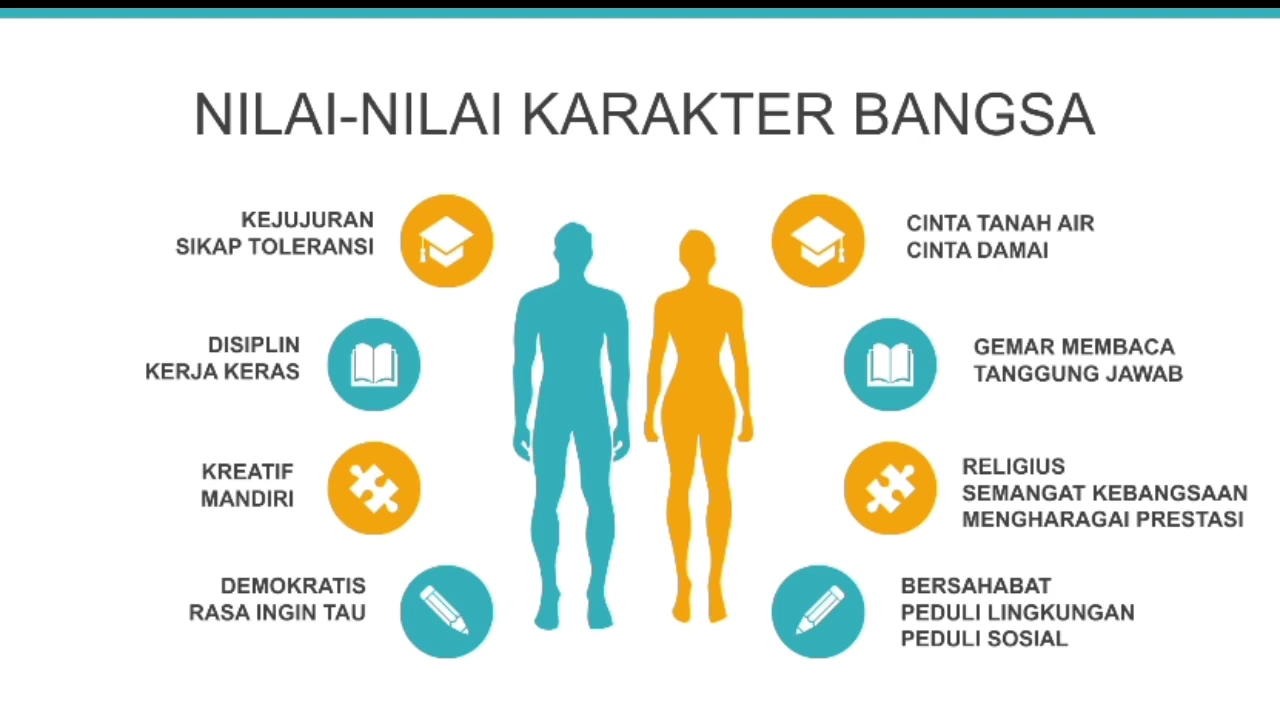 NILAI-NILAI KARAKTER BANGSA
KEJUJURAN
SIKAP TOLERANSI
DISIPLIN
KERJA KERAS
KREATIF
MANDIRI
DEMOKRATIS
RASA INGIN TAU
CINTA TANAH AIR
CINTA DAMAI
GEMAR MEMBACA
TANGGUNG JAWAB
RELIGIUS
SEMANGAT KEBANGSAAN
MENGHARAGAI PRESTASI
BERSAHABAT
PEDULI LINGKUNGAN
PEDULI SOSIAL